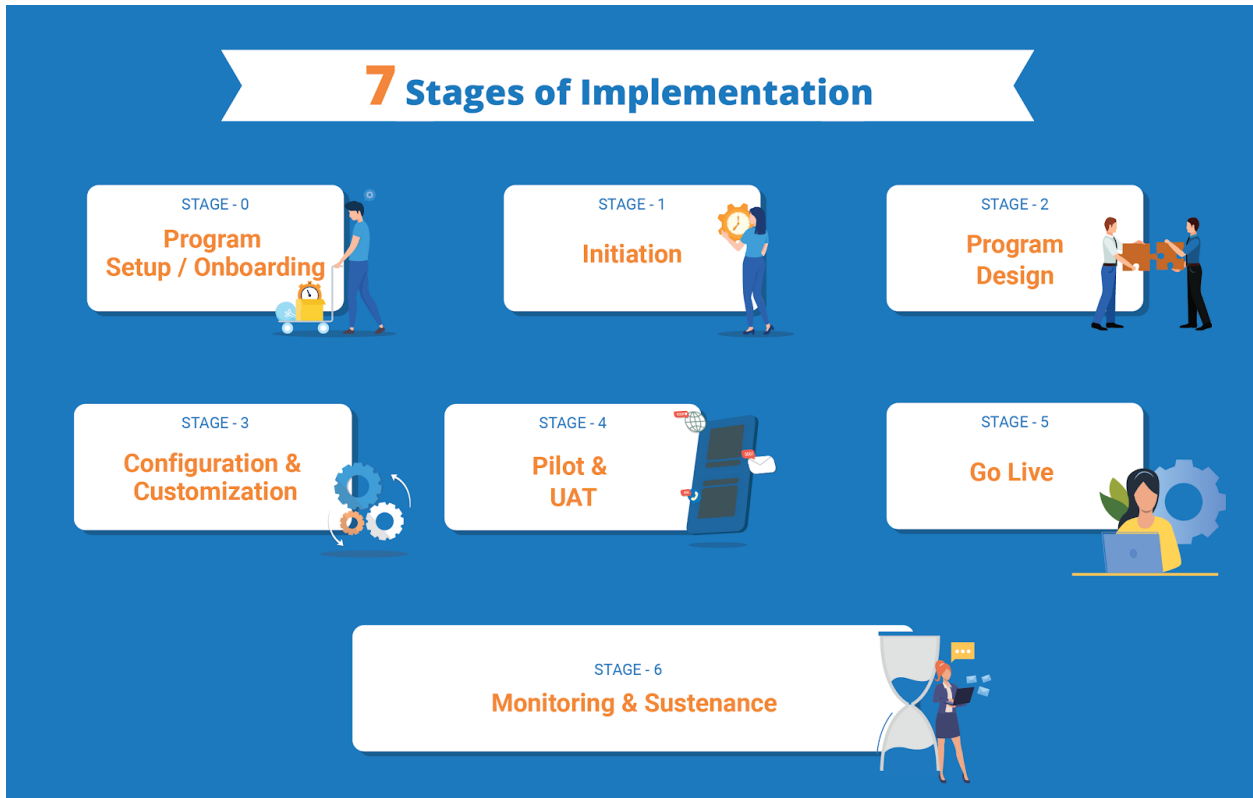 7 Stages of Implementation
STAGE - 0
Program
Setup / Onboarding
STAGE - 1
Initiation
STAGE - 2
Program
Design
STAGE - 3
Configuration &
Customization
STAGE - 4
Pilot &
UAT
STAGE - 5
Go Live
STAGE - 6
Monitoring & Sustenance